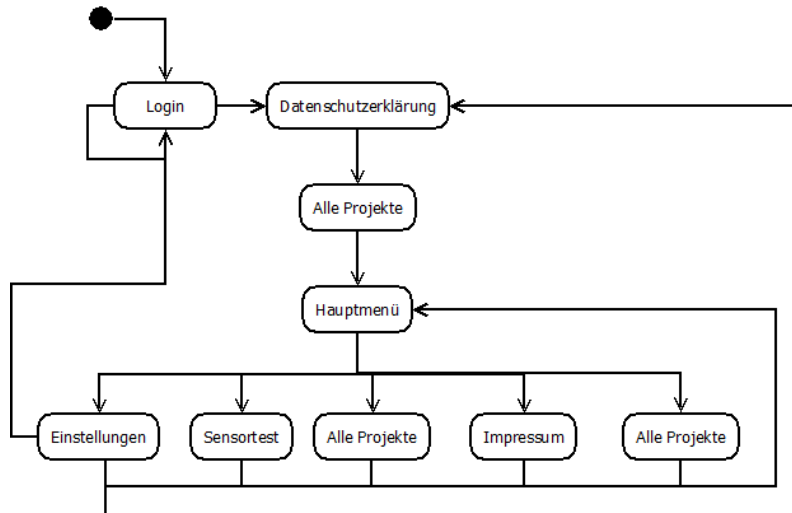 Login
Datenschutzerklärung
Alle Projekte
Hauptmenü
Einstellungen
Sensortest
Alle Projekte
Impressum
Alle Projekte